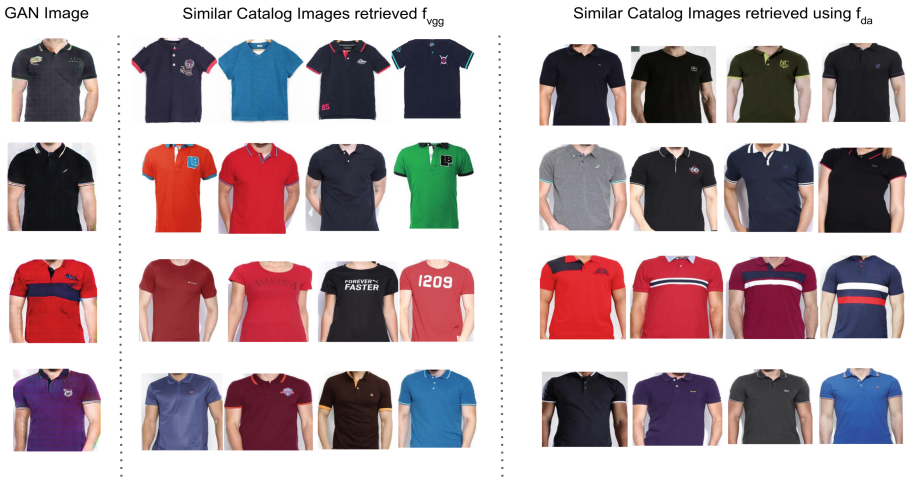 GAN Image
Similar Catalog Images retrieved f_vgg
Similar Catalog Images retrieved using f_da
85
FOREVER
FASTER
1209